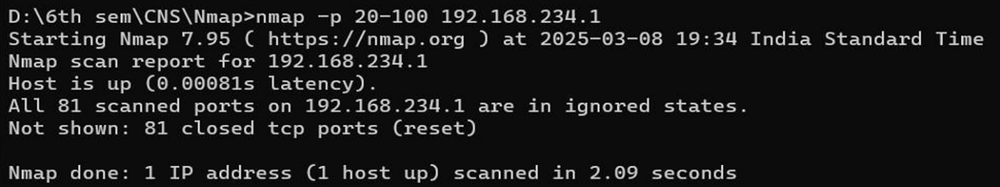 D:\6th sem\CNS\Nmap>nmap -p 20-100 192.168.234.1
Starting Nmap 7.95 ( https://nmap.org ) at 2025-03-08 19:34 India Standard Time
Nmap scan report for 192.168.234.1
Host is up (0.00081s latency).
All 81 scanned ports on 192.168.234.1 are in ignored states.
Not shown: 81 closed tcp ports (reset)
Nmap done: 1 IP address (1 host up) scanned in 2.09 seconds